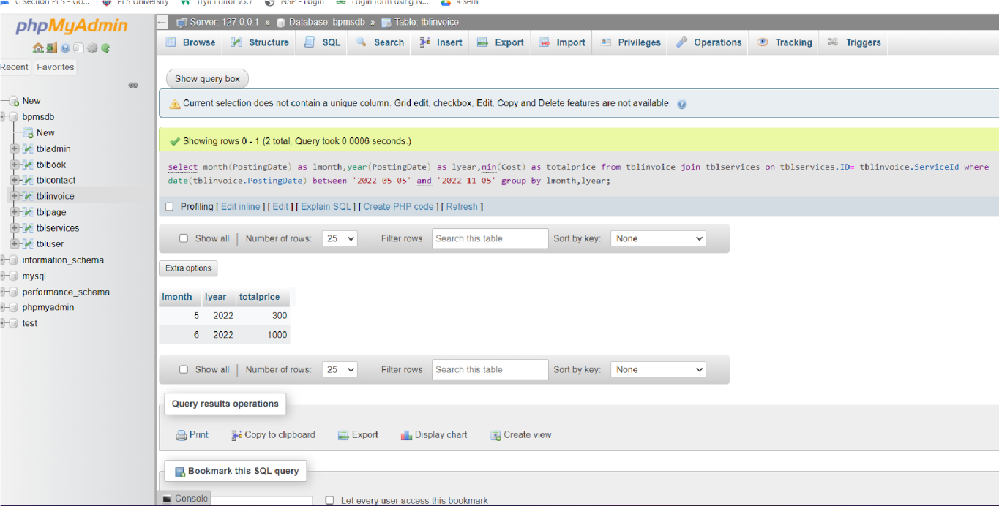 G section PES - Go...
PES University
Tryit Editor v3.7
NSP - Login
Login form using N...
4 sem
phpMyAdmin
Recent Favorites
New
bpmsdb
New
tbladmin
tblbook
tblcontact
tblinvoice
tblpage
tblservices
tbluser
information_schema
mysql
performance_schema
phpmyadmin
test
Server: 127.0.0.1 » Database: bpmsdb » Table: tblinvoice
Browse Structure SQL Search Insert Export Import Privileges Operations Tracking Triggers
Show query box
Current selection does not contain a unique column. Grid edit, checkbox, Edit, Copy and Delete features are not available.
Showing rows 0 - 1 (2 total, Query took 0.0006 seconds.)
select month(PostingDate) as lmonth,year(PostingDate) as lyear,min(Cost) as totalprice from tblinvoice join tblservices on tblservices.ID= tblinvoice.ServiceId where
date(tblinvoice.PostingDate) between '2022-05-05' and '2022-11-05' group by lmonth,lyear;
Profiling [ Edit inline ] [ Edit ] [ Explain SQL ] [ Create PHP code ] [ Refresh ]
Show all | Number of rows: 25 Filter rows: Search this table Sort by key: None
Extra options
lmonth lyear totalprice
5 2022 300
6 2022 1000
Show all | Number of rows: 25 Filter rows: Search this table Sort by key: None
Query results operations
Print Copy to clipboard Export Display chart Create view
Bookmark this SQL query
Console
Let every user access this bookmark